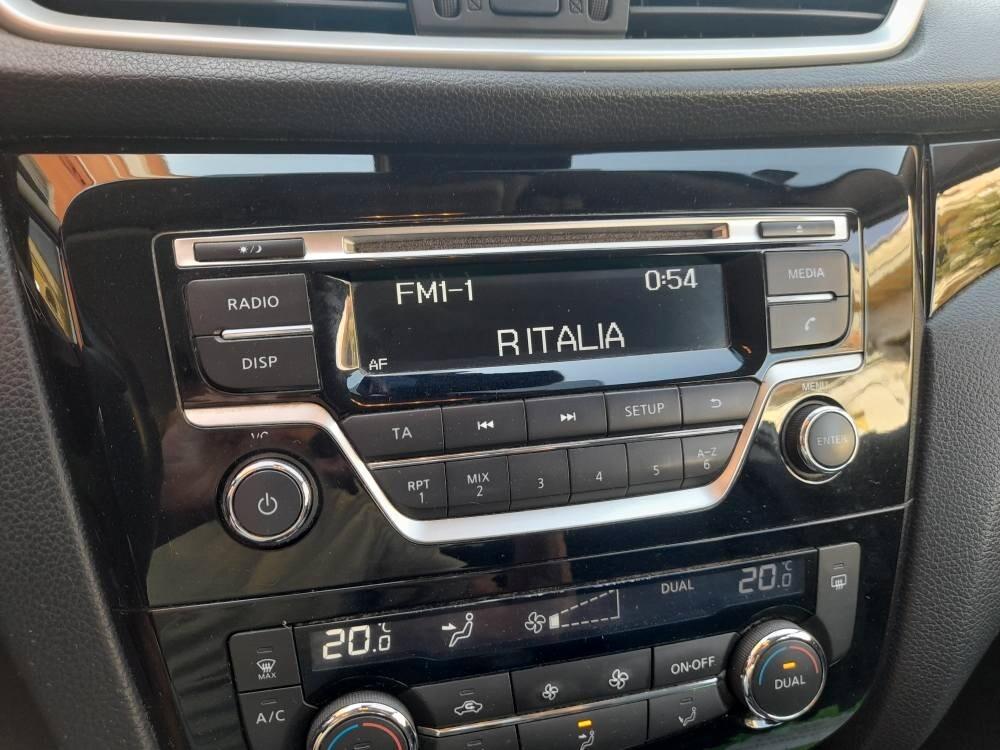 RADIO
DISP
FM1-1
0:54
R ITALIA
AF
MEDIA
TA
SETUP
MENU
RPT
1
MIX
2
3
4
5
A-Z
6
ENTER
20.0 °C
DUAL
20.0 °C
MAX
A/C
ON·OFF
DUAL